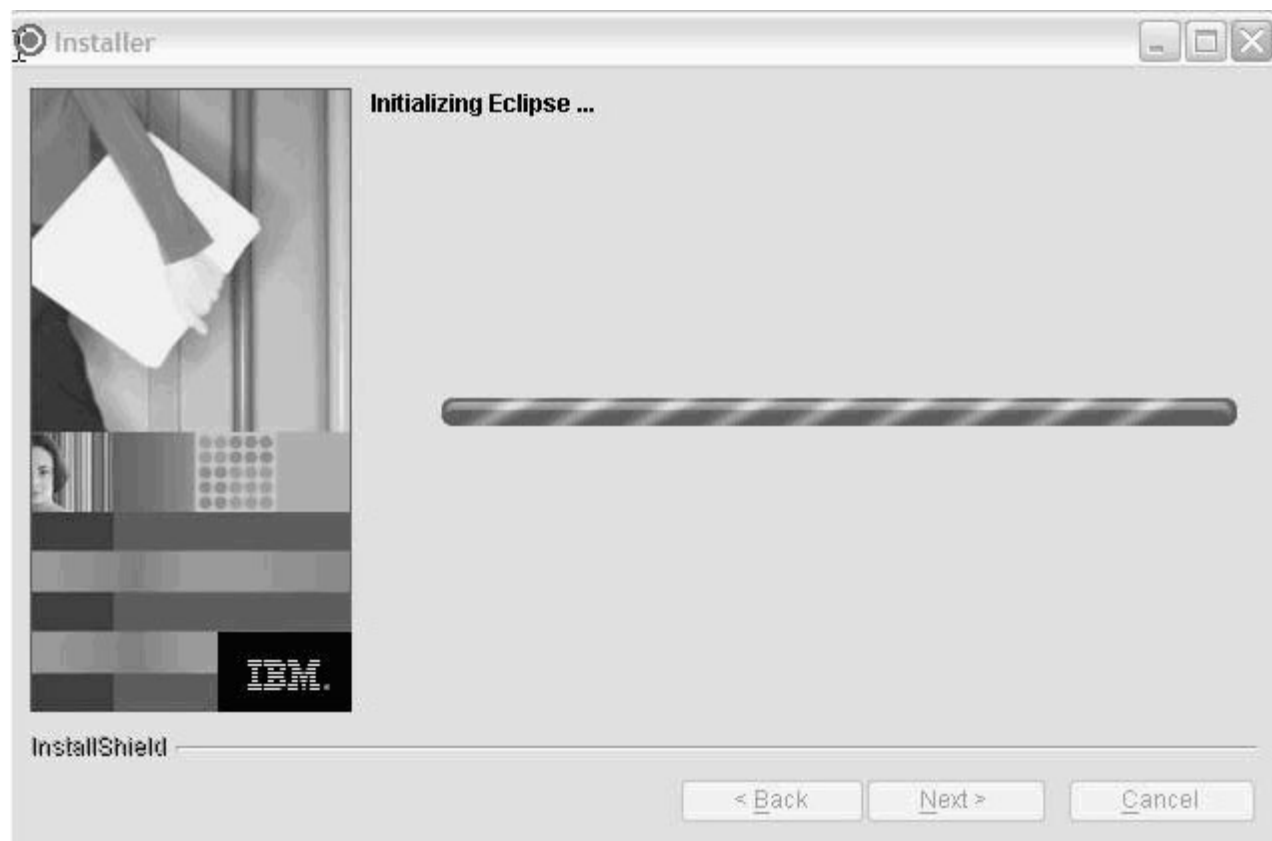 Installer
Initializing Eclipse ...
IBM.
InstallShield
< Back
Next >
Cancel